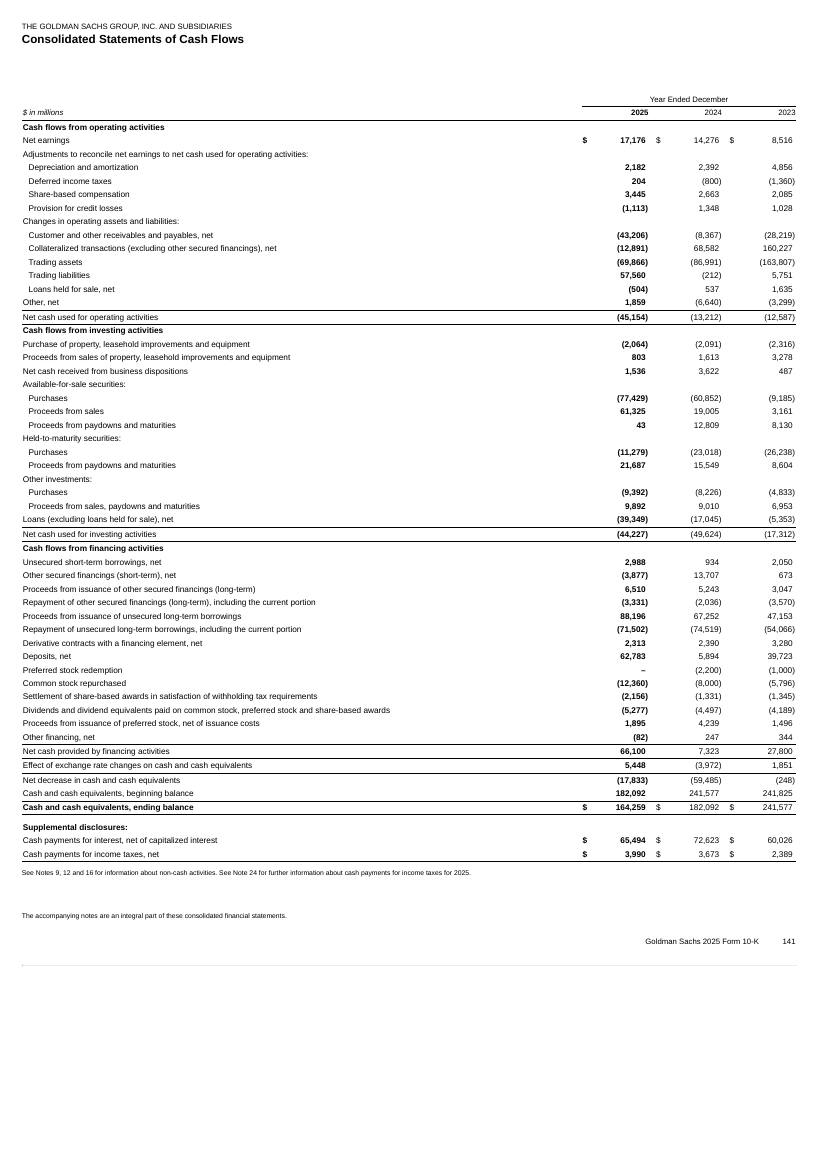 THE GOLDMAN SACHS GROUP, INC. AND SUBSIDIARIES
Consolidated Statements of Cash Flows
Year Ended December
$ in millions 2025 2024 2023
Cash flows from operating activities
Net earnings $ 17,176 $ 14,276 $ 8,516
Adjustments to reconcile net earnings to net cash used for operating activities:
Depreciation and amortization 2,182 2,392 4,856
Deferred income taxes 204 (800) (1,360)
Share-based compensation 3,445 2,663 2,085
Provision for credit losses (1,113) 1,348 1,028
Changes in operating assets and liabilities:
Customer and other receivables and payables, net (43,206) (8,367) (28,219)
Collateralized transactions (excluding other secured financings), net (12,891) 68,582 160,227
Trading assets (69,866) (86,991) (163,807)
Trading liabilities 57,560 (212) 5,751
Loans held for sale, net (504) 537 1,635
Other, net 1,859 (6,640) (3,299)
Net cash used for operating activities (45,154) (13,212) (12,587)
Cash flows from investing activities
Purchase of property, leasehold improvements and equipment (2,064) (2,091) (2,316)
Proceeds from sales of property, leasehold improvements and equipment 803 1,613 3,278
Net cash received from business dispositions 1,536 3,622 487
Available-for-sale securities:
Purchases (77,429) (60,852) (9,185)
Proceeds from sales 61,325 19,005 3,161
Proceeds from paydowns and maturities 43 12,809 8,130
Held-to-maturity securities:
Purchases (11,279) (23,018) (26,238)
Proceeds from paydowns and maturities 21,687 15,549 8,604
Other investments:
Purchases (9,392) (8,226) (4,833)
Proceeds from sales, paydowns and maturities 9,892 9,010 6,953
Loans (excluding loans held for sale), net (39,349) (17,045) (5,353)
Net cash used for investing activities (44,227) (49,624) (17,312)
Cash flows from financing activities
Unsecured short-term borrowings, net 2,988 934 2,050
Other secured financings (short-term), net (3,877) 13,707 673
Proceeds from issuance of other secured financings (long-term) 6,510 5,243 3,047
Repayment of other secured financings (long-term), including the current portion (3,331) (2,036) (3,570)
Proceeds from issuance of unsecured long-term borrowings 88,196 67,252 47,153
Repayment of unsecured long-term borrowings, including the current portion (71,502) (74,519) (54,066)
Derivative contracts with a financing element, net 2,313 2,390 3,280
Deposits, net 62,783 5,894 39,723
Preferred stock redemption – (2,200) (1,000)
Common stock repurchased (12,360) (8,000) (5,796)
Settlement of share-based awards in satisfaction of withholding tax requirements (2,156) (1,331) (1,345)
Dividends and dividend equivalents paid on common stock, preferred stock and share-based awards (5,277) (4,497) (4,189)
Proceeds from issuance of preferred stock, net of issuance costs 1,895 4,239 1,496
Other financing, net (82) 247 344
Net cash provided by financing activities 66,100 7,323 27,800
Effect of exchange rate changes on cash and cash equivalents 5,448 (3,972) 1,851
Net decrease in cash and cash equivalents (17,833) (59,485) (248)
Cash and cash equivalents, beginning balance 182,092 241,577 241,825
Cash and cash equivalents, ending balance $ 164,259 $ 182,092 $ 241,577
Supplemental disclosures:
Cash payments for interest, net of capitalized interest $ 65,494 $ 72,623 $ 60,026
Cash payments for income taxes, net $ 3,990 $ 3,673 $ 2,389
See Notes 9, 12 and 16 for information about non-cash activities. See Note 24 for further information about cash payments for income taxes for 2025.
The accompanying notes are an integral part of these consolidated financial statements.
Goldman Sachs 2025 Form 10-K 141